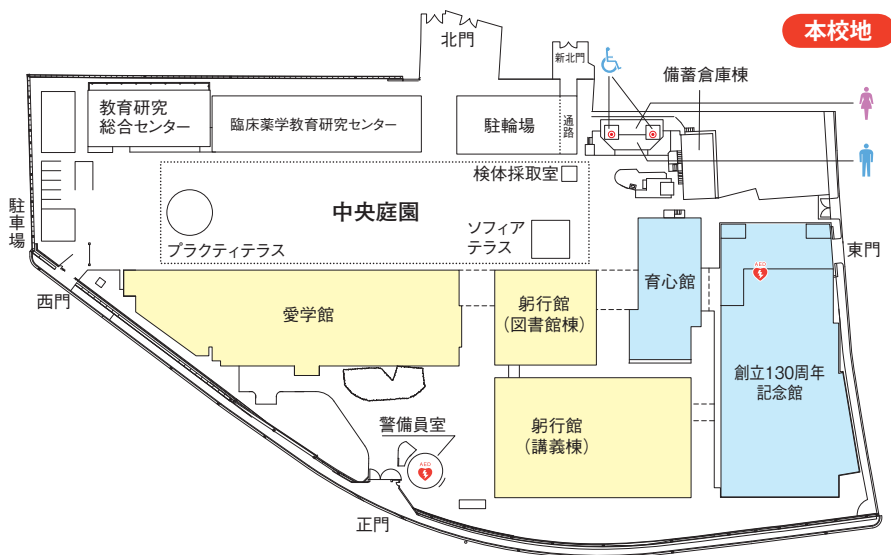 本校地
北門
新北門
備蓄倉庫棟
教育研究
総合センター
臨床薬学教育研究センター
駐輪場
通路
検体採取室
中央庭園
駐車場
プラクティテラス
ソフィア
テラス
東門
西門
愛学館
躬行館
（図書館棟）
育心館
AED
創立130周年
記念館
躬行館
（講義棟）
警備員室
AED
正門